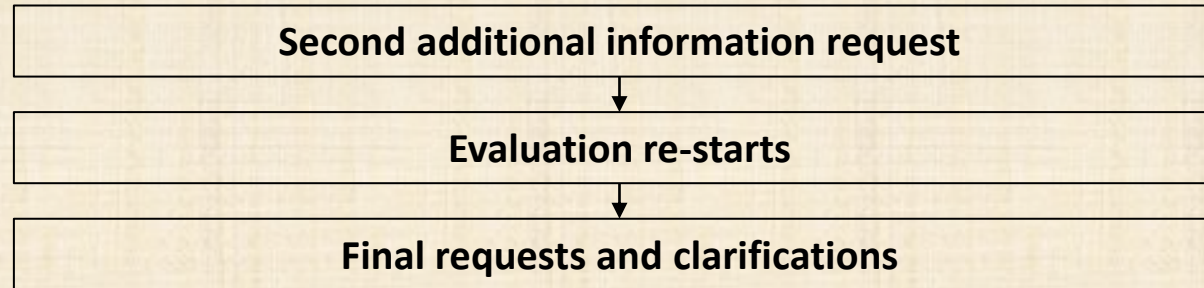 Second additional information request
Evaluation re-starts
Final requests and clarifications